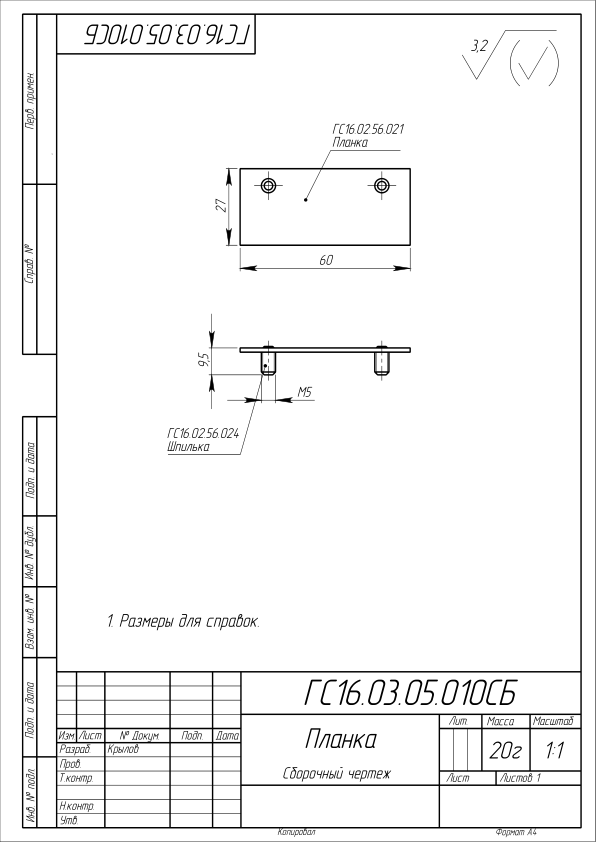 ГС16.03.05.010СБ
3,2
Перв. примен.
Справ. №
ГС16.02.56.021
Планка
27
60
9,5
М5
ГС16.02.56.024
Шпилька
Подп. и дата
Инв. № дубл.
Взам. инв. №
Подп. и дата
Инв. № подл.
1. Размеры для справок.
ГС16.03.05.010СБ
Изм. Лист № Докум. Подп. Дата
Разраб. Крылов
Пров.
Т.контр.
Н.контр.
Утв.
Планка
Сборочный чертеж
Лит. Масса Масштаб
20г 1:1
Лист Листов 1
Копировал Формат А4